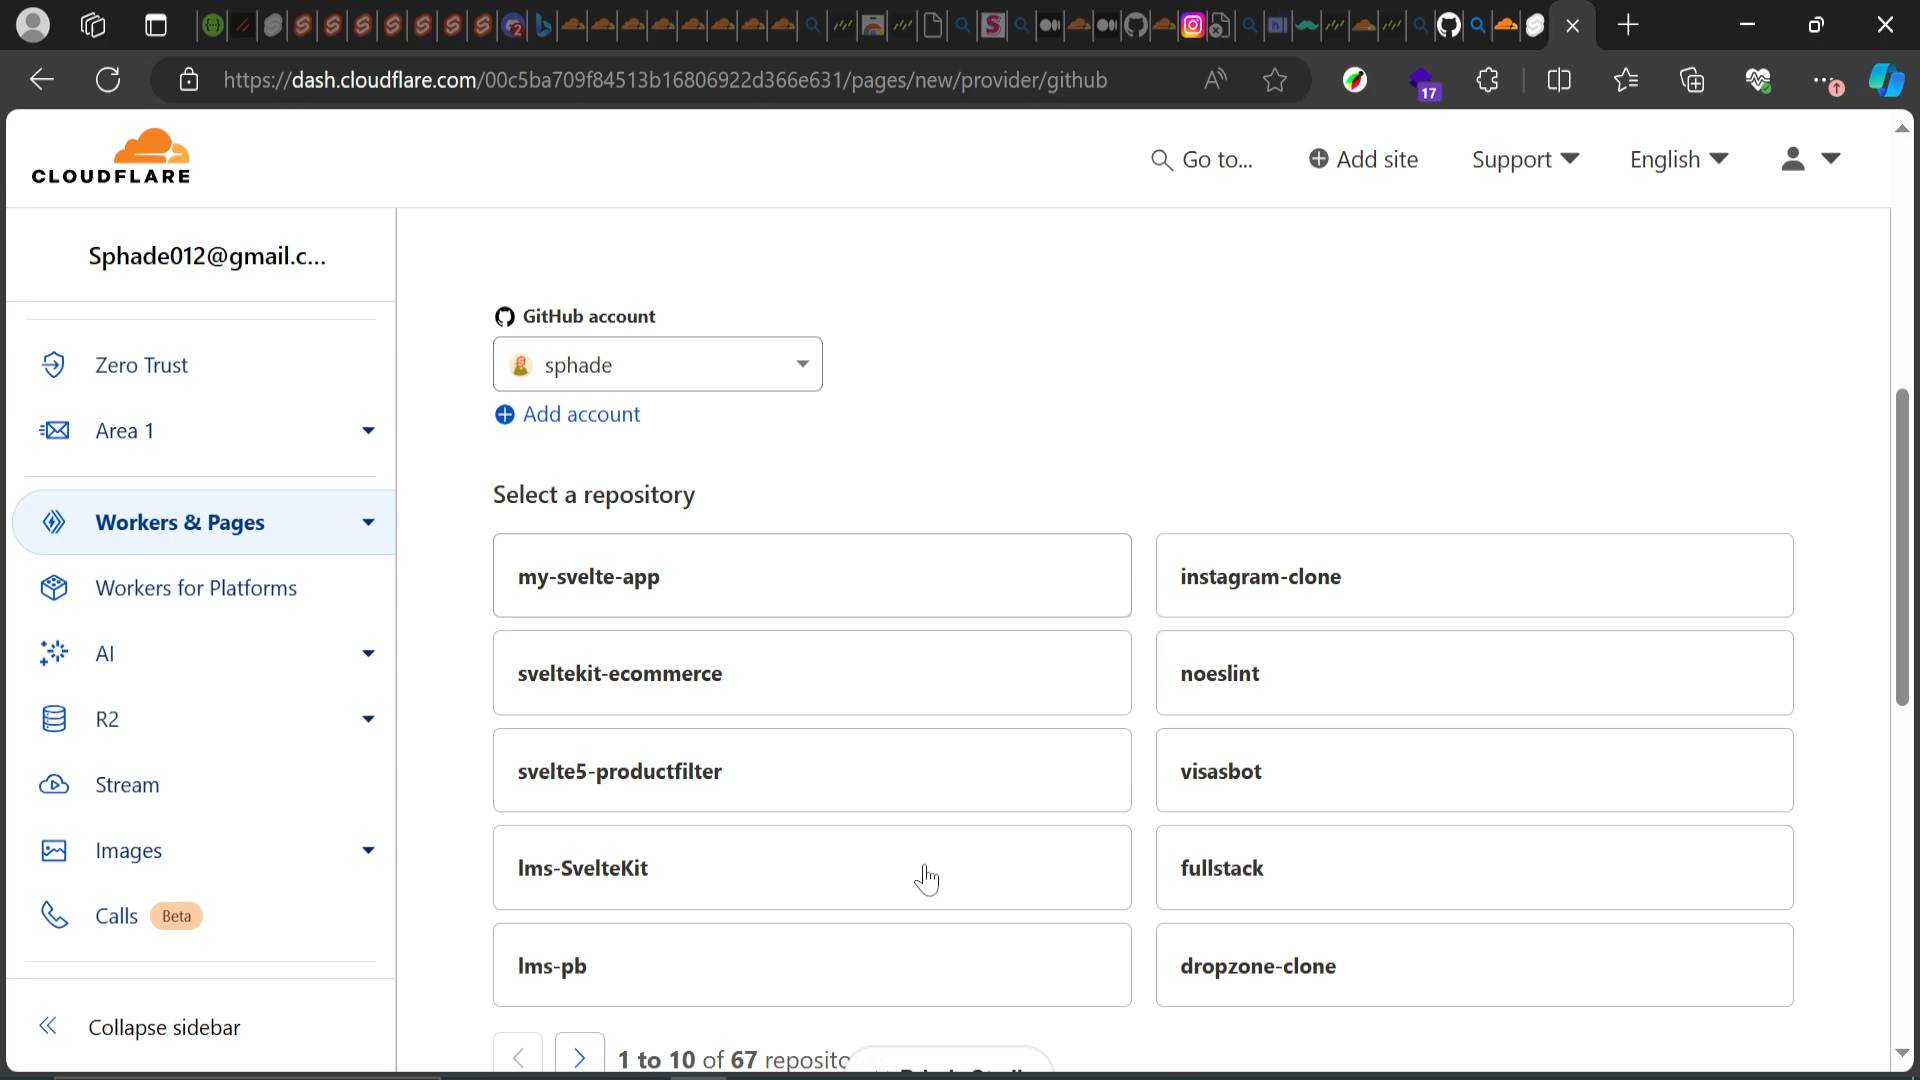 17
https://dash.cloudflare.com/00c5ba709f84513b16806922d366e631/pages/new/provider/github
CLOUDFLARE
Go to...
Add site
Support
English
Sphade012@gmail.c...
Zero Trust
Area 1
Workers & Pages
Workers for Platforms
AI
R2
Stream
Images
Calls Beta
Collapse sidebar
GitHub account
sphade
Add account
Select a repository
my-svelte-app
instagram-clone
sveltekit-ecommerce
noeslint
svelte5-productfilter
visasbot
lms-SvelteKit
fullstack
lms-pb
dropzone-clone
1 to 10 of 67